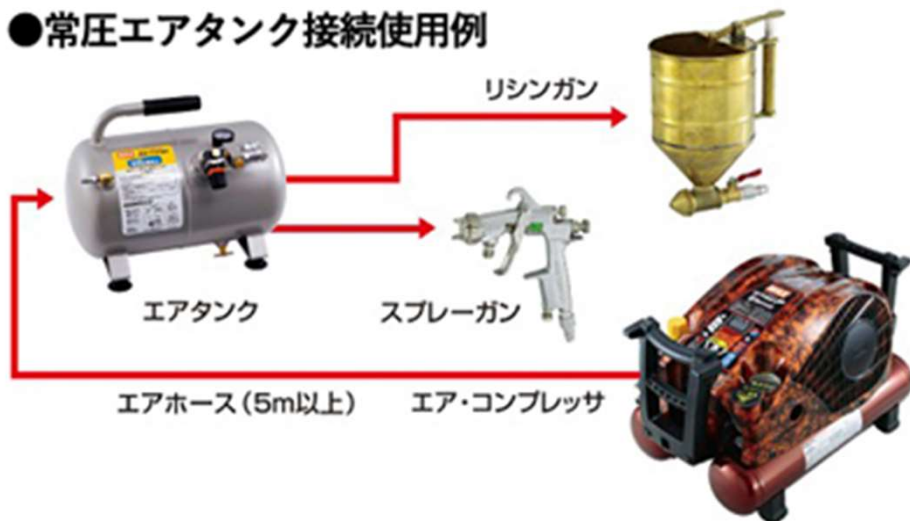 ●常圧エアタンク接続使用例
リシンガン
エアタンク
スプレーガン
エアホース（5m以上）
エア・コンプレッサ